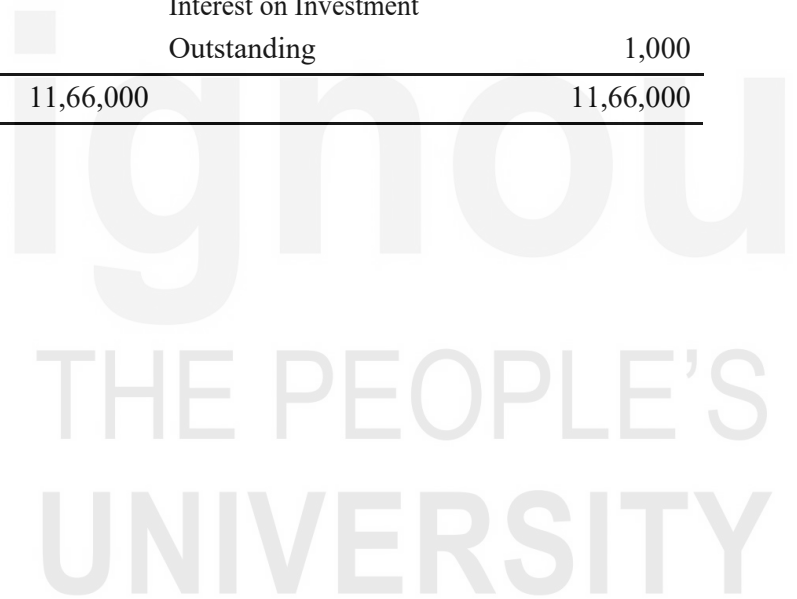 Interest on Investment
Outstanding 1,000
11,66,000 11,66,000
ignou
THE PEOPLE'S
UNIVERSITY